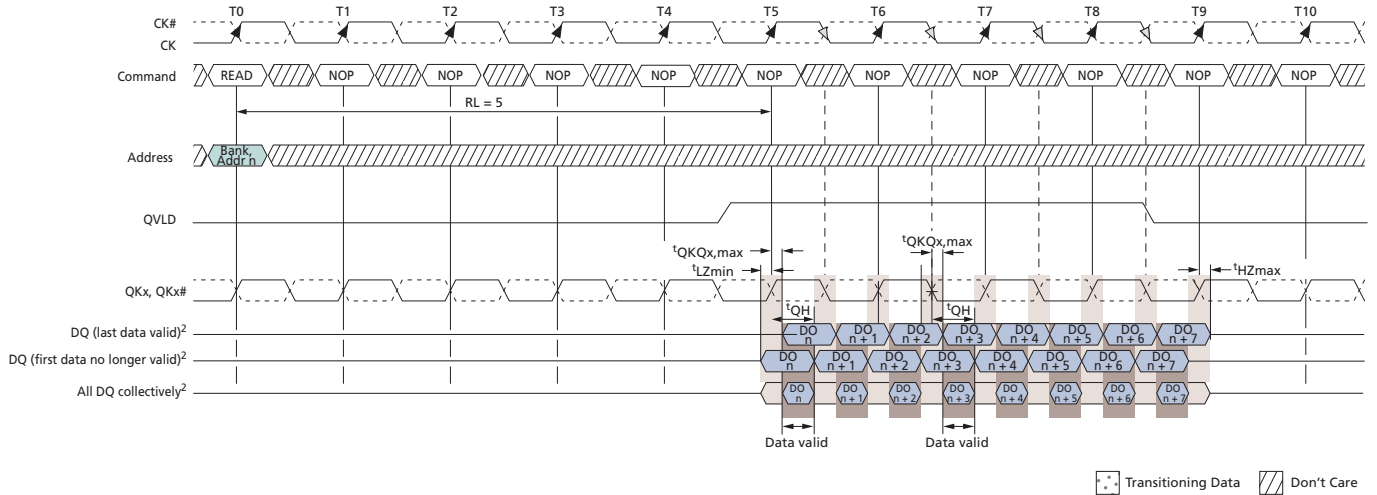 T0 T1 T2 T3 T4 T5 T6 T7 T8 T9 T10
CK#
CK
Command READ NOP NOP NOP NOP NOP NOP NOP NOP NOP NOP
RL = 5
Address Bank, Addr n
QVLD
tQKQx,max tQKQx,max
tLZmin tHZmax
QKx, QKx#
tQH tQH
DQ (last data valid)2 DO n DO n + 1 DO n + 2 DO n + 3 DO n + 4 DO n + 5 DO n + 6 DO n + 7
DQ (first data no longer valid)2 DO n DO n + 1 DO n + 2 DO n + 3 DO n + 4 DO n + 5 DO n + 6 DO n + 7
All DQ collectively2 DO n DO n + 1 DO n + 2 DO n + 3 DO n + 4 DO n + 5 DO n + 6 DO n + 7
Data valid Data valid
Transitioning Data Don't Care